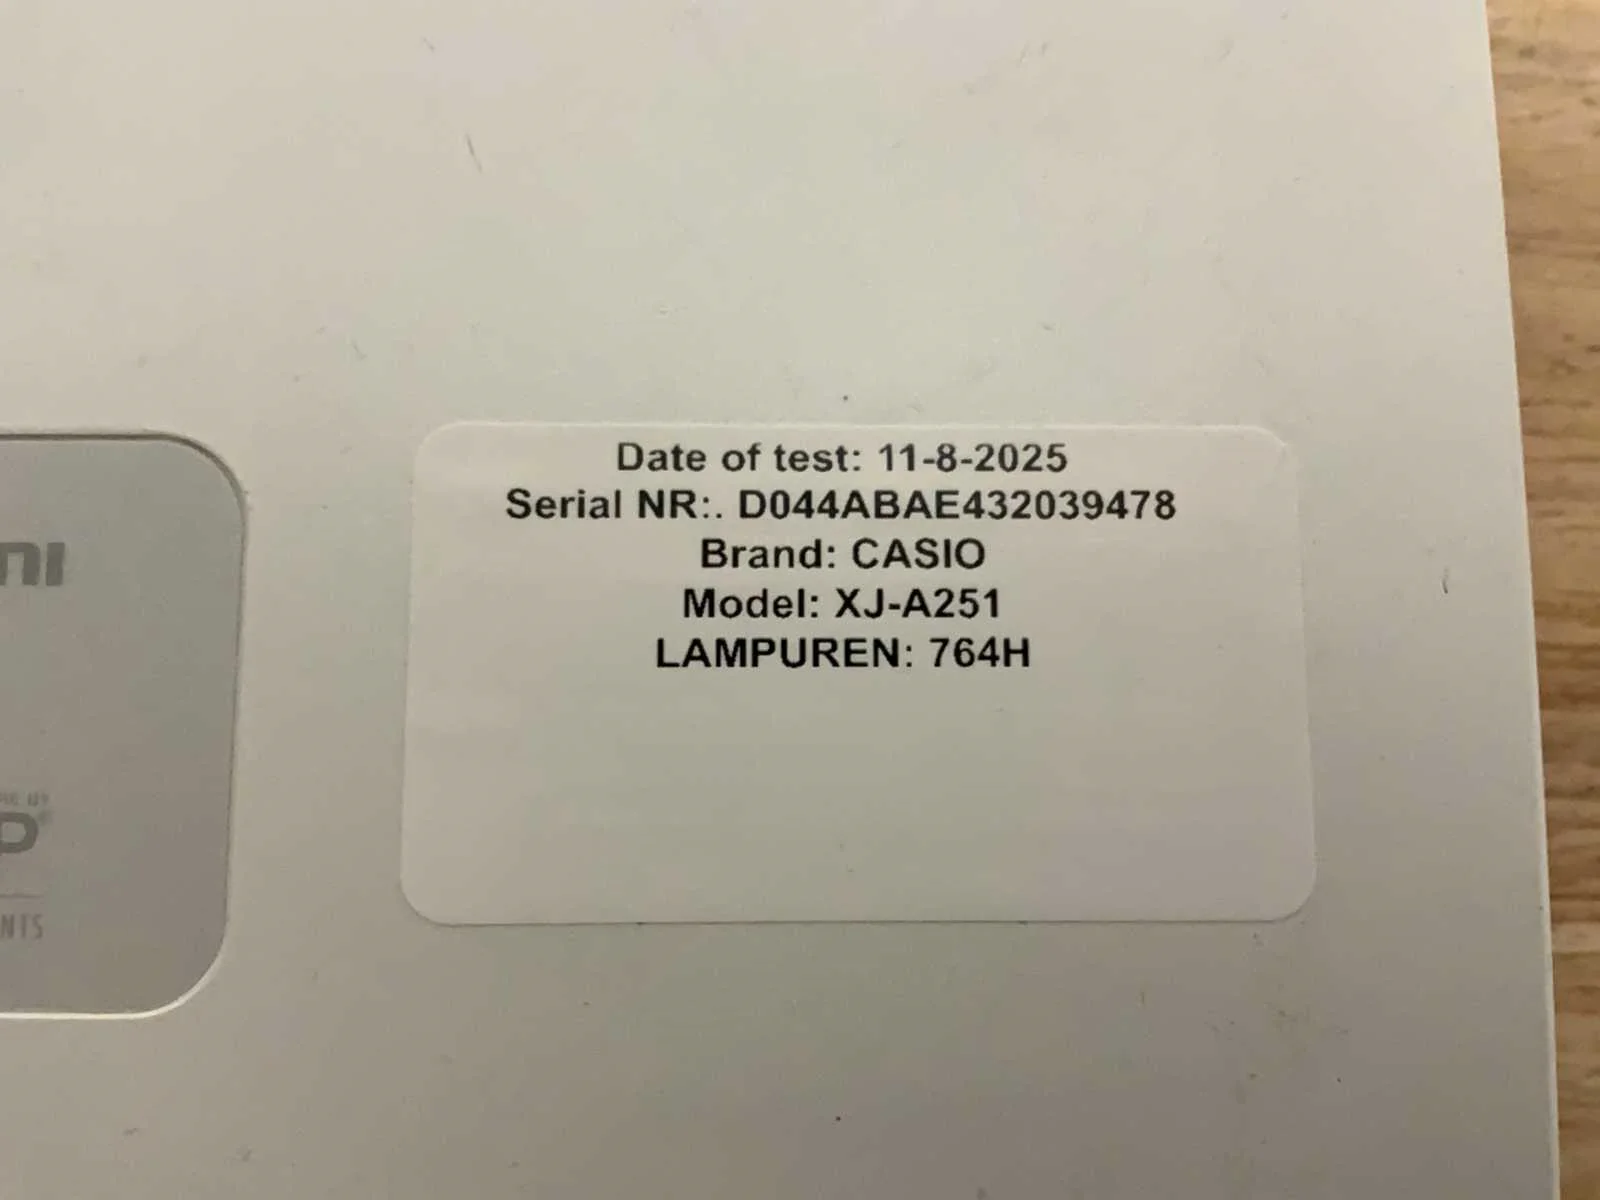 Date of test: 11-8-2025
Serial NR:. D044ABAE432039478
Brand: CASIO
Model: XJ-A251
LAMPUREN: 764H